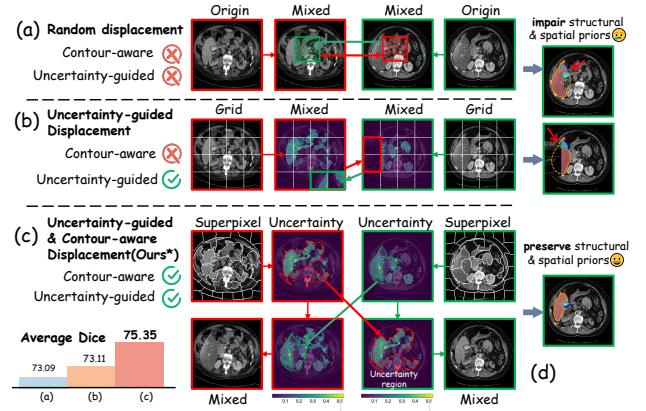 Origin Mixed Mixed Origin
(a) Random displacement
Contour-aware
Uncertainty-guided
impair structural
& spatial priors
(b) Uncertainty-guided
Displacement
Contour-aware
Uncertainty-guided
Grid Mixed Mixed Grid
(c) Uncertainty-guided
& Contour-aware
Displacement(Ours*)
Contour-aware
Uncertainty-guided
Superpixel Uncertainty Uncertainty Superpixel
preserve structural
& spatial priors
Average Dice
73.09 73.11 75.35
(a) (b) (c)
Uncertainty
region
Mixed Mixed
0.1 0.2 0.3 0.4 0.5
0.1 0.2 0.3 0.4 0.5
(d)